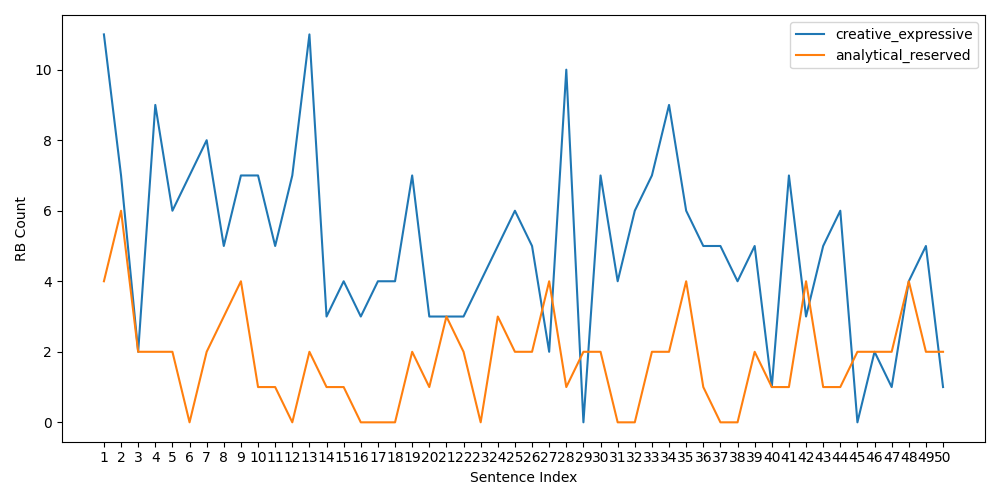 creative_expressive
analytical_reserved
RB Count
10
8
6
4
2
0
1 2 3 4 5 6 7 8 9 10 11 12 13 14 15 16 17 18 19 20 21 22 23 24 25 26 27 28 29 30 31 32 33 34 35 36 37 38 39 40 41 42 43 44 45 46 47 48 49 50
Sentence Index